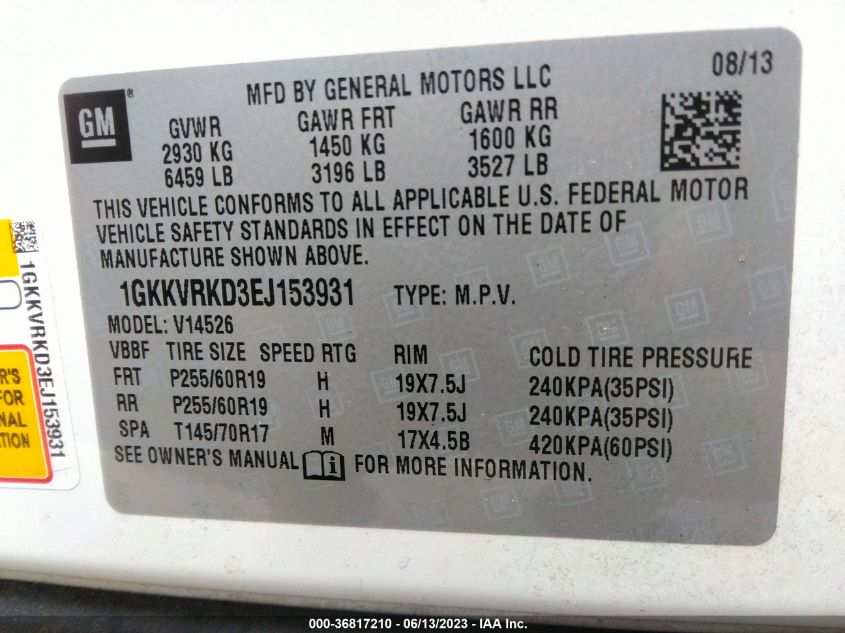 08/13
MFD BY GENERAL MOTORS LLC
GM ®
GVWR GAWR FRT GAWR RR
2930 KG 1450 KG 1600 KG
6459 LB 3196 LB 3527 LB
THIS VEHICLE CONFORMS TO ALL APPLICABLE U.S. FEDERAL MOTOR
VEHICLE SAFETY STANDARDS IN EFFECT ON THE DATE OF
MANUFACTURE SHOWN ABOVE.
1GKKVRKD3EJ153931 TYPE: M.P.V.
MODEL: V14526
VBBF TIRE SIZE SPEED RTG RIM COLD TIRE PRESSURE
FRT P255/60R19 H 19X7.5J 240KPA(35PSI)
RR P255/60R19 H 19X7.5J 240KPA(35PSI)
SPA T145/70R17 M 17X4.5B 420KPA(60PSI)
SEE OWNER'S MANUAL i FOR MORE INFORMATION.
1GKKVRKD3EJ153931
R'S
FOR
NAL
TION
000-36817210 - 06/13/2023 - IAA Inc.